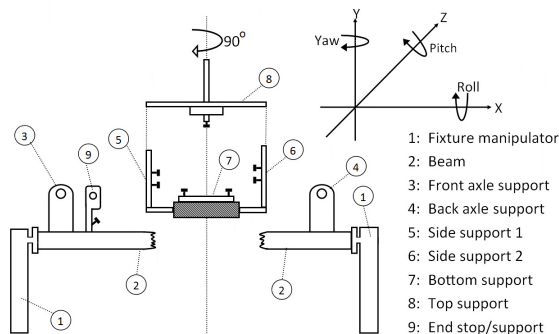 Y
Z
90°
Yaw
Pitch
8
Roll
X
3
9
5
7
6
4
1
1: Fixture manipulator
2: Beam
3: Front axle support
4: Back axle support
5: Side support 1
6: Side support 2
7: Bottom support
8: Top support
9: End stop/support
2
2
1